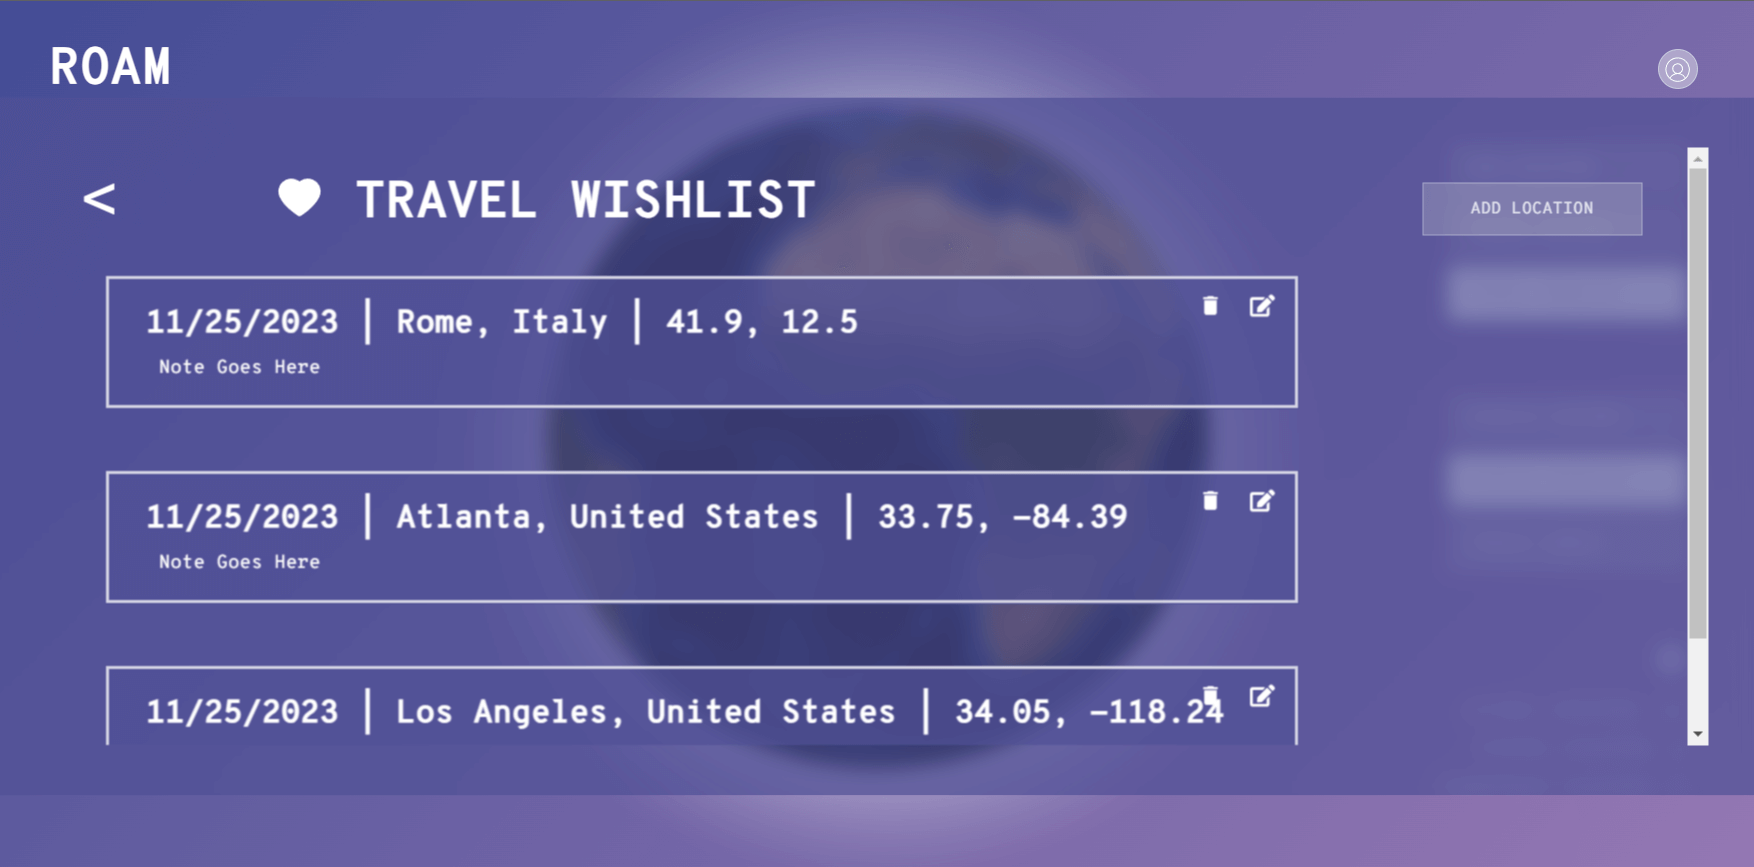 ROAM
< TRAVEL WISHLIST
ADD LOCATION
11/25/2023 | Rome, Italy | 41.9, 12.5
Note Goes Here
11/25/2023 | Atlanta, United States | 33.75, -84.39
Note Goes Here
11/25/2023 | Los Angeles, United States | 34.05, -118.24